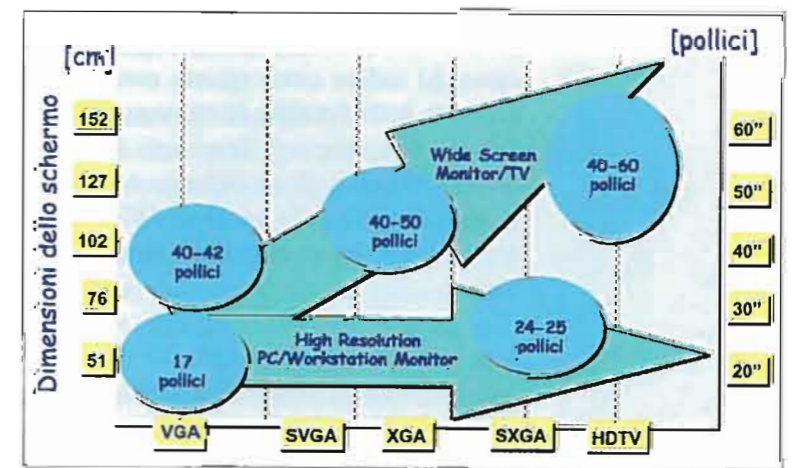 [cm]
[pollici]
Dimensioni dello schermo
152
127
102
76
51
60"
50"
40"
30"
20"
Wide Screen
Monitor/TV
40-60
pollici
40-50
pollici
40-42
pollici
High Resolution
PC/Workstation Monitor
24-25
pollici
17
pollici
VGA
SVGA
XGA
SXGA
HDTV